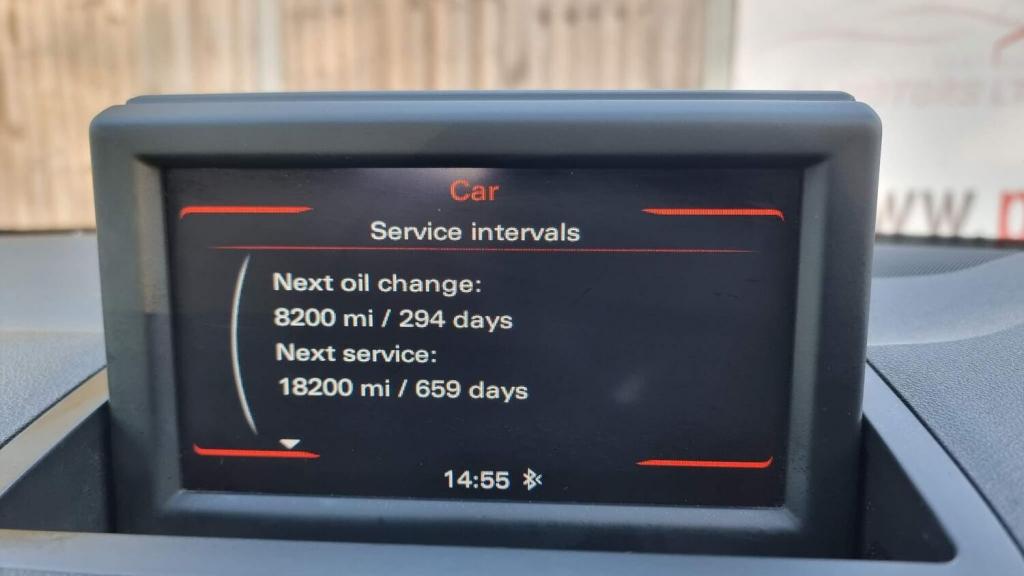 Car
Service intervals
Next oil change:
8200 mi / 294 days
Next service:
18200 mi / 659 days
14:55